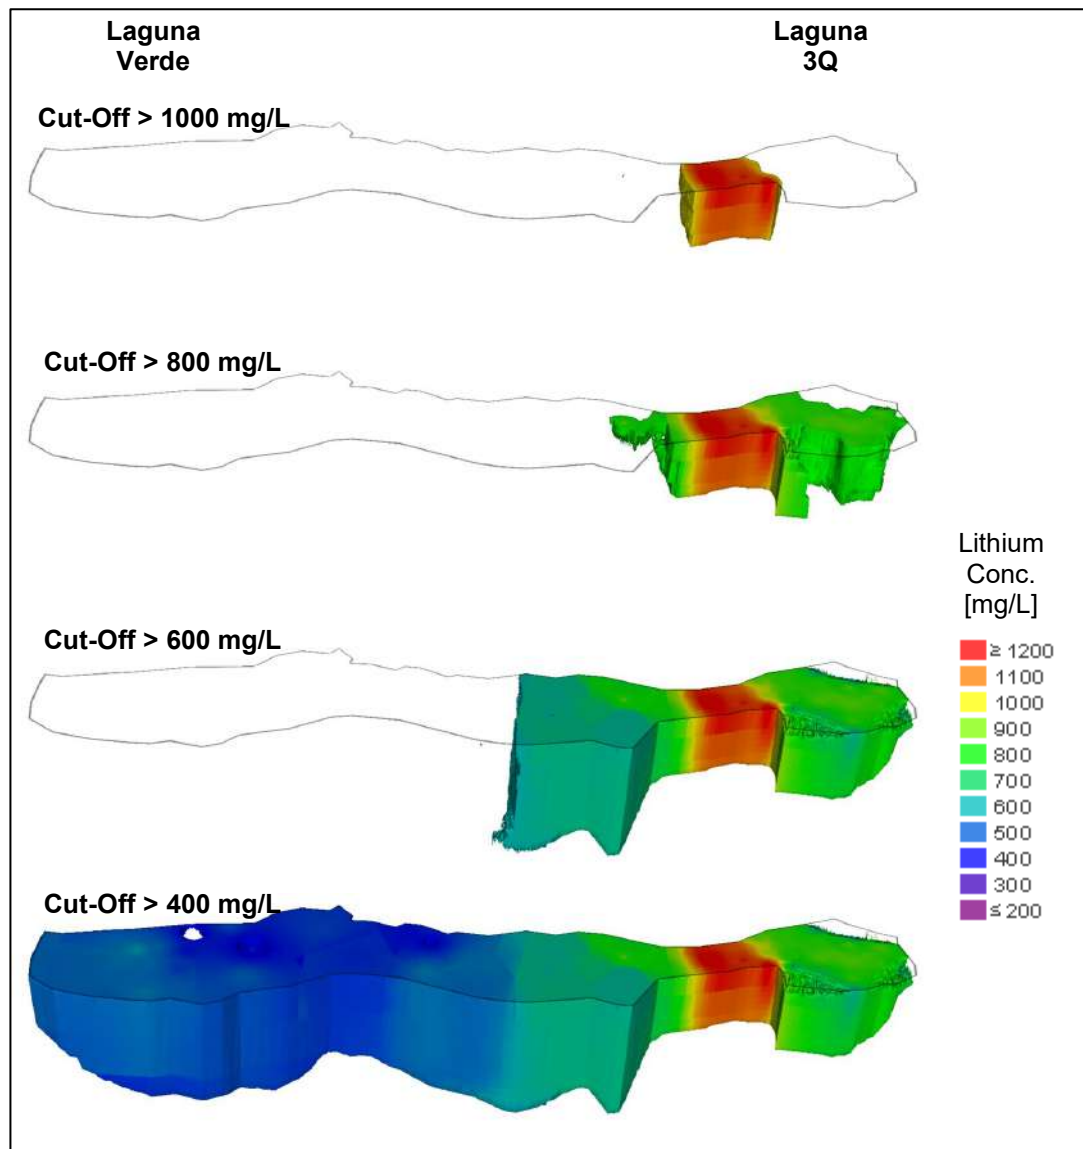 Laguna
Verde
Laguna
3Q
Cut-Off > 1000 mg/L
Cut-Off > 800 mg/L
Cut-Off > 600 mg/L
Cut-Off > 400 mg/L
Lithium
Conc.
[mg/L]
≥ 1200
1100
1000
900
800
700
600
500
400
300
≤ 200